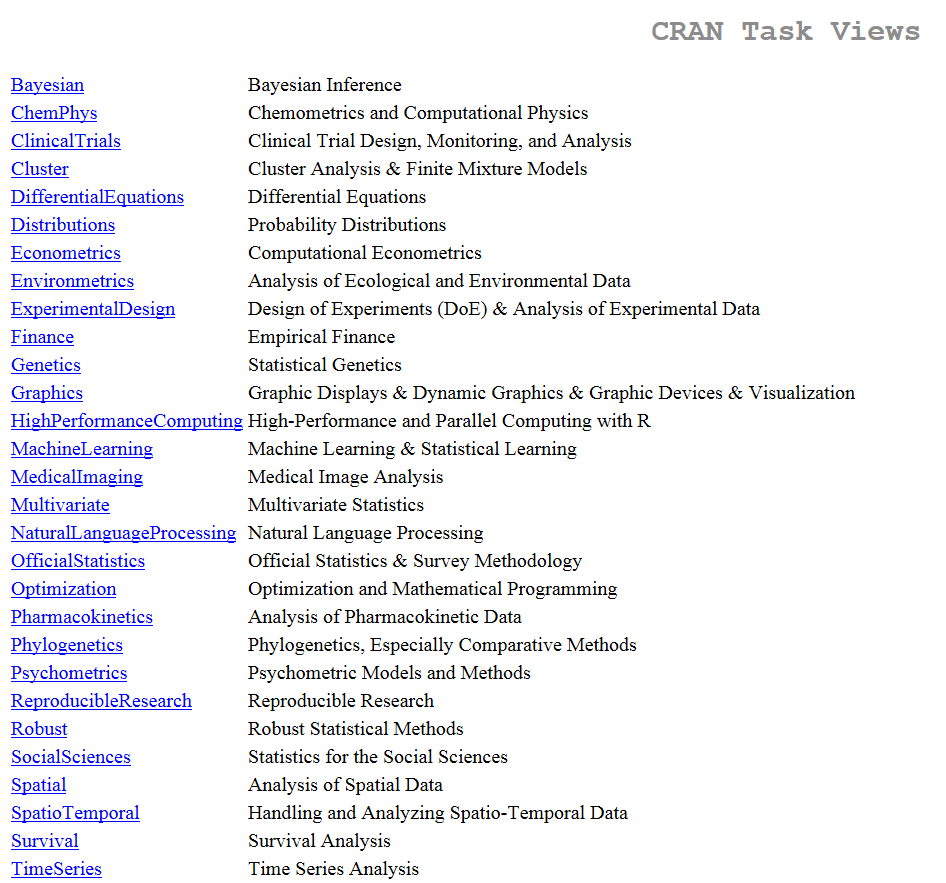 CRAN Task Views
Bayesian Bayesian Inference
ChemPhys Chemometrics and Computational Physics
ClinicalTrials Clinical Trial Design, Monitoring, and Analysis
Cluster Cluster Analysis & Finite Mixture Models
DifferentialEquations Differential Equations
Distributions Probability Distributions
Econometrics Computational Econometrics
Environmetrics Analysis of Ecological and Environmental Data
ExperimentalDesign Design of Experiments (DoE) & Analysis of Experimental Data
Finance Empirical Finance
Genetics Statistical Genetics
Graphics Graphic Displays & Dynamic Graphics & Graphic Devices & Visualization
HighPerformanceComputing High-Performance and Parallel Computing with R
MachineLearning Machine Learning & Statistical Learning
MedicalImaging Medical Image Analysis
Multivariate Multivariate Statistics
NaturalLanguageProcessing Natural Language Processing
OfficialStatistics Official Statistics & Survey Methodology
Optimization Optimization and Mathematical Programming
Pharmacokinetics Analysis of Pharmacokinetic Data
Phylogenetics Phylogenetics, Especially Comparative Methods
Psychometrics Psychometric Models and Methods
ReproducibleResearch Reproducible Research
Robust Robust Statistical Methods
SocialSciences Statistics for the Social Sciences
Spatial Analysis of Spatial Data
SpatioTemporal Handling and Analyzing Spatio-Temporal Data
Survival Survival Analysis
TimeSeries Time Series Analysis